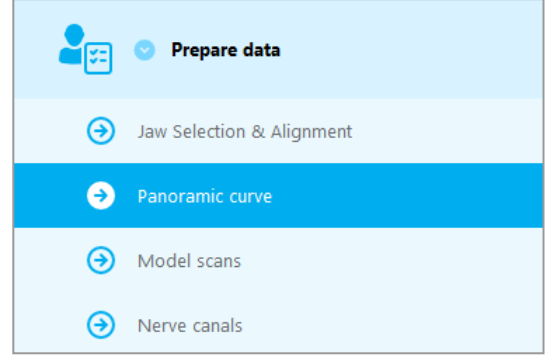 Prepare data
Jaw Selection & Alignment
Panoramic curve
Model scans
Nerve canals